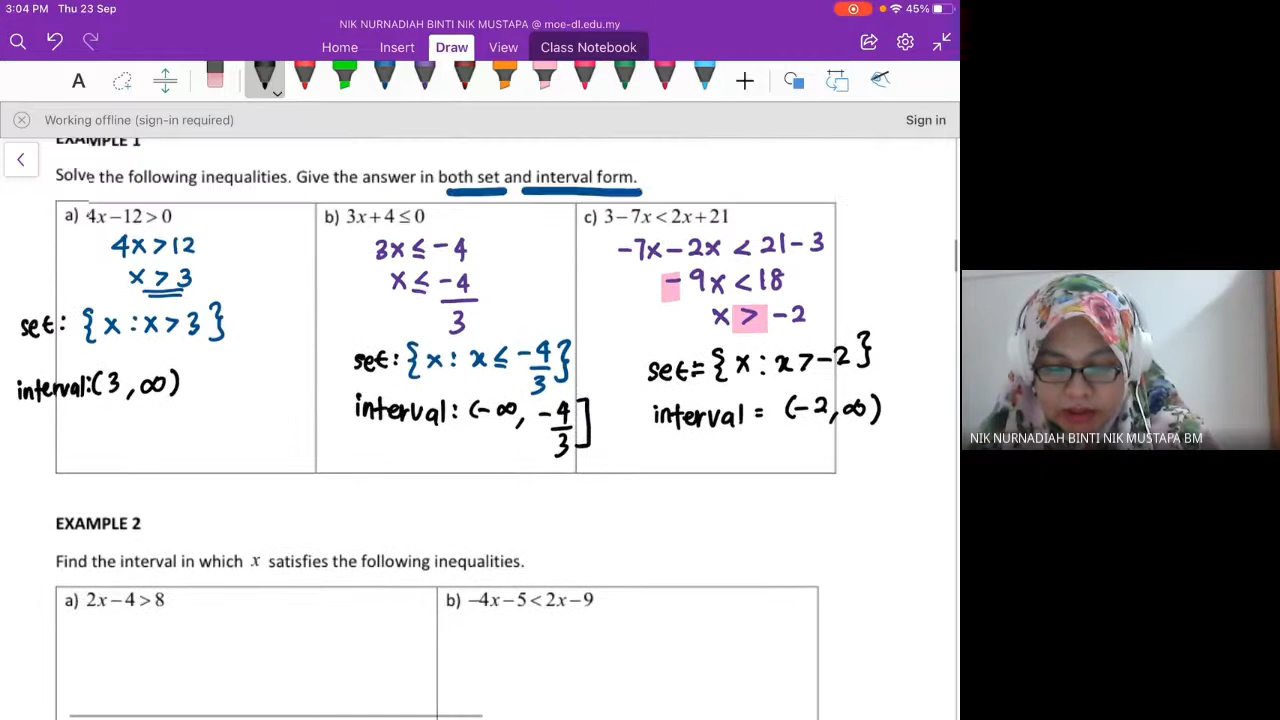 3:04 PM Thu 23 Sep
45%
NIK NURNADIAH BINTI NIK MUSTAPA @ moe-dl.edu.my
Home Insert Draw View Class Notebook
A
Working offline (sign-in required) Sign in
EXAMPLE 1
Solve the following inequalities. Give the answer in both set and interval form.
a) 4x−12>0
4x>12
x > 3
set: {x : x > 3}
interval:(3, ∞)
b) 3x+4≤0
3x ≤ -4
x ≤ -4/3
set: {x : x ≤ -4/3}
interval: (-∞, -4/3]
c) 3−7x<2x+21
-7x-2x < 21-3
-9x < 18
x > -2
set= {x : x > -2}
interval = (-2, ∞)
EXAMPLE 2
Find the interval in which x satisfies the following inequalities.
a) 2x−4>8
b) −4x−5<2x−9
NIK NURNADIAH BINTI NIK MUSTAPA BM